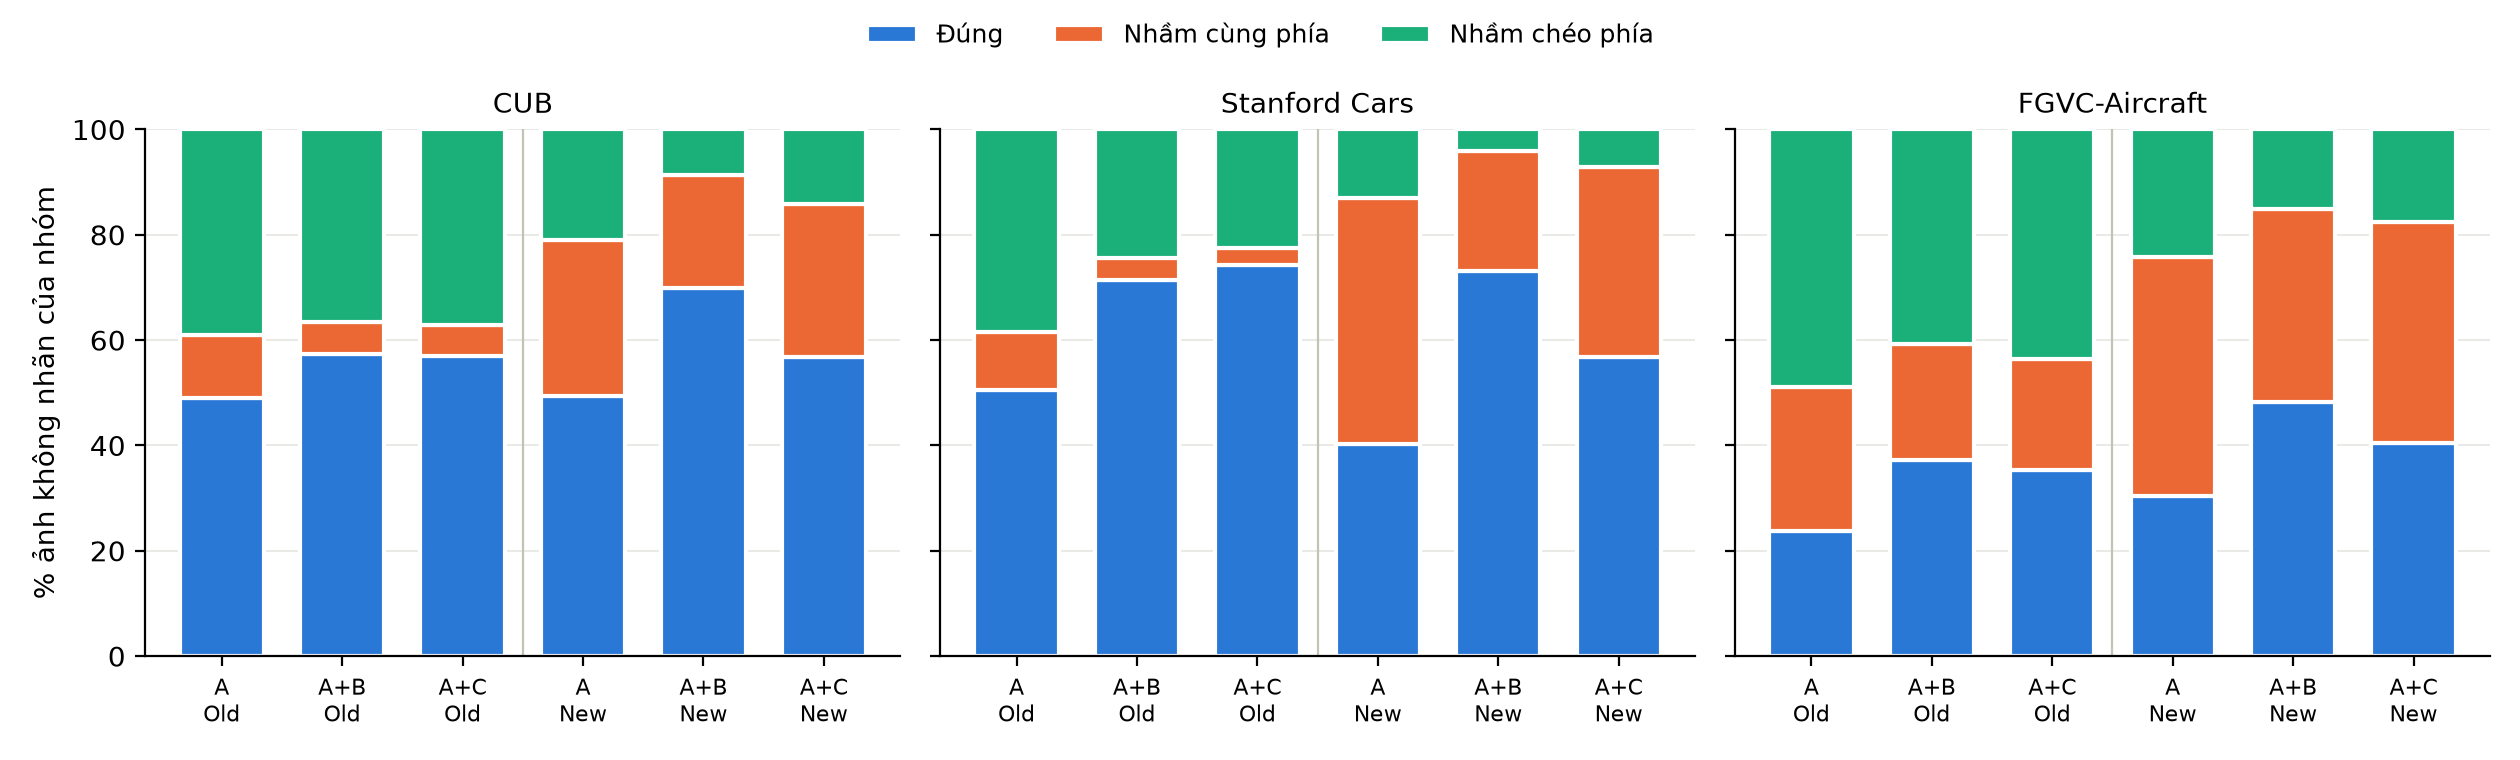 Đúng Nhầm cùng phía Nhầm chéo phía
CUB Stanford Cars FGVC-Aircraft
% ảnh không nhãn của nhóm
100
80
60
40
20
0
A A+B A+C A A+B A+C A A+B A+C A A+B A+C A A+B A+C A A+B A+C
Old Old Old New New New Old Old Old New New New Old Old Old New New New